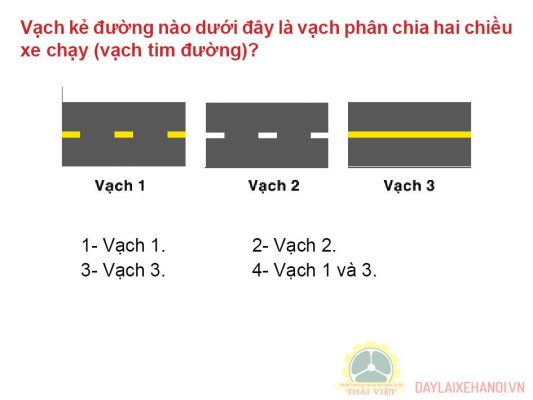 Vạch kẻ đường nào dưới đây là vạch phân chia hai chiều
xe chạy (vạch tim đường)?
Vạch 1 Vạch 2 Vạch 3
1- Vạch 1. 2- Vạch 2.
3- Vạch 3. 4- Vạch 1 và 3.
THÁI VIỆT
DAYLAIXEHANOI.VN